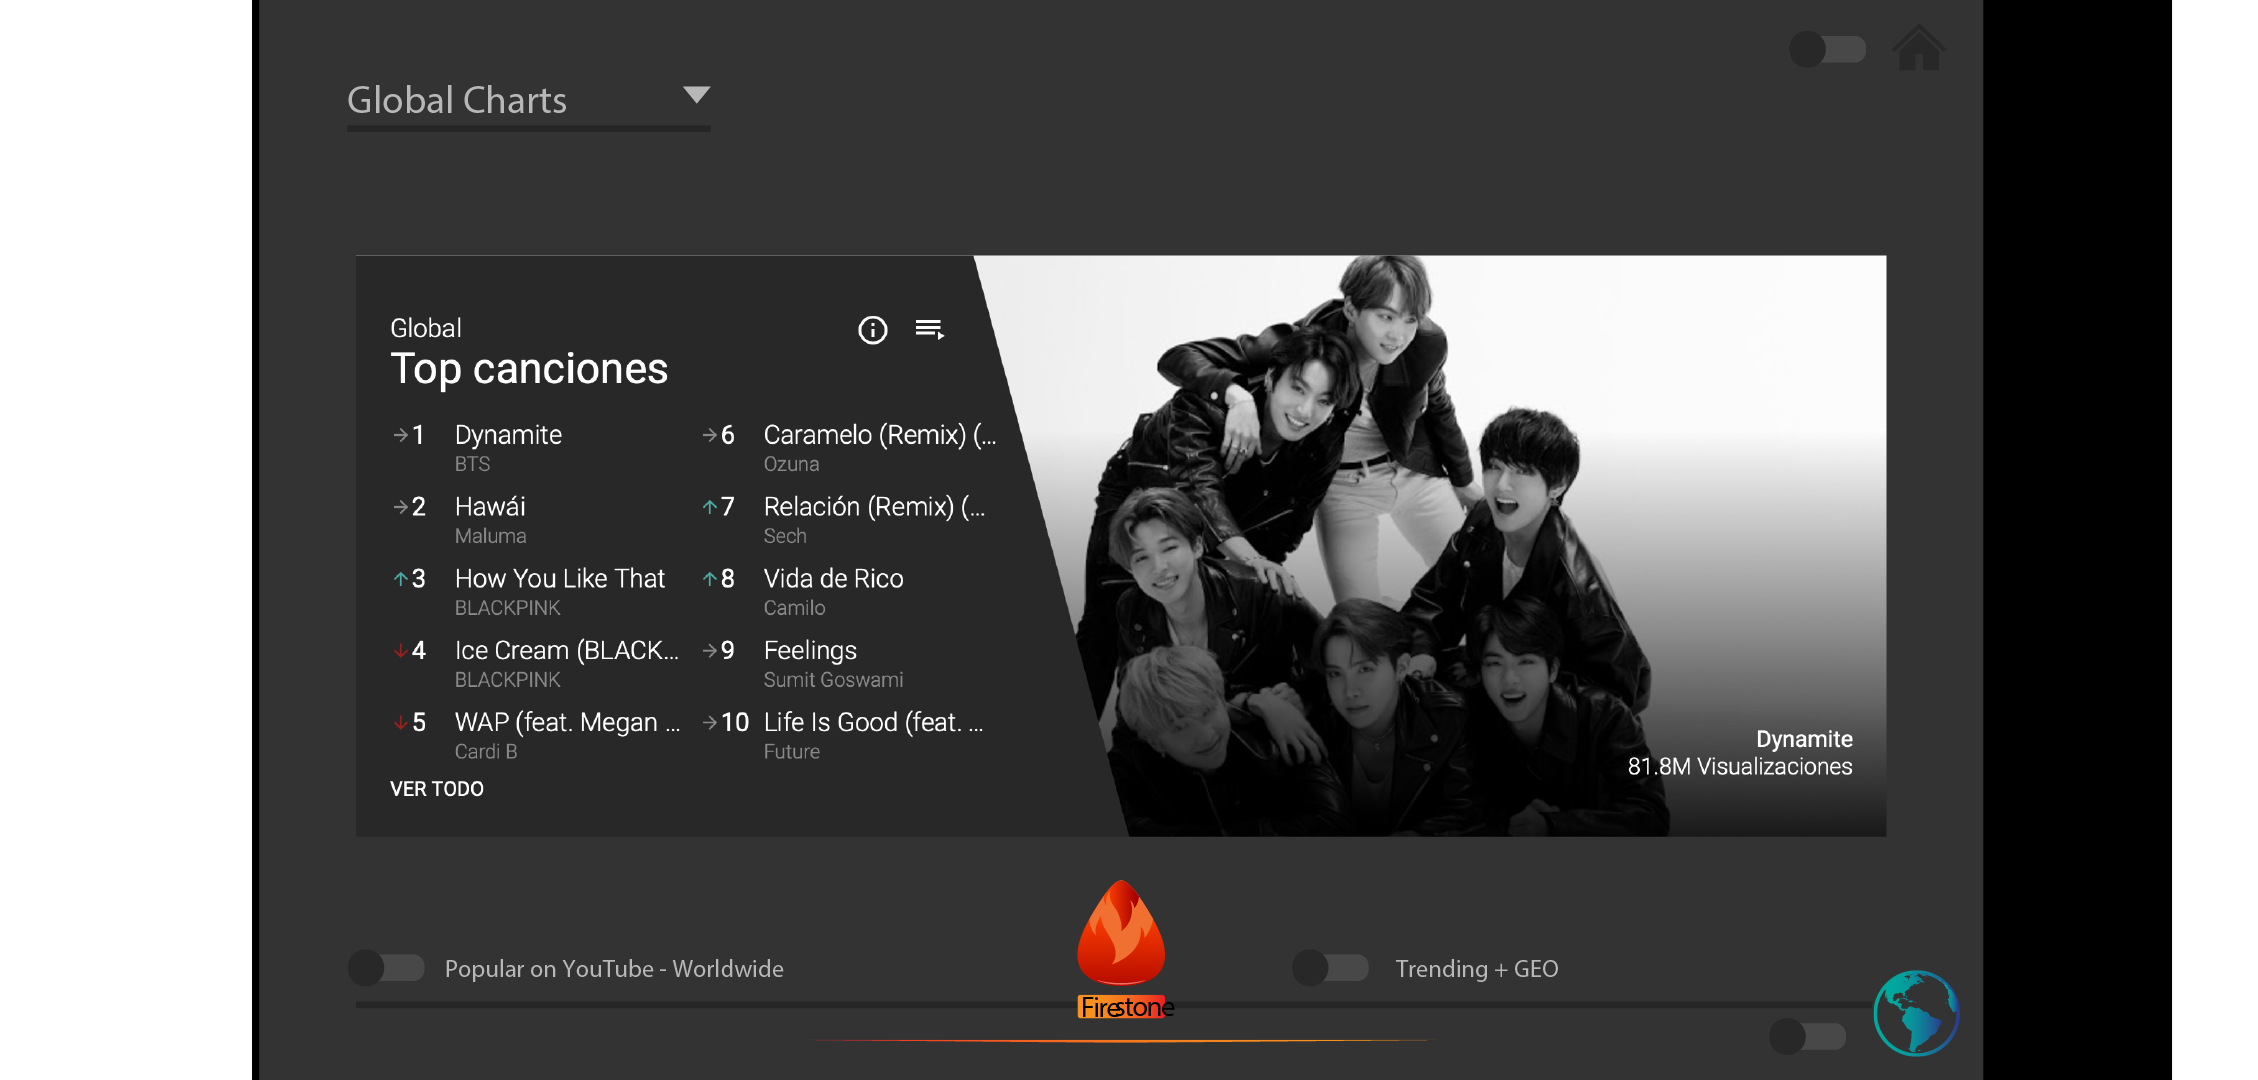 Global Charts
Global
Top canciones
1 Dynamite
BTS
2 Hawái
Maluma
3 How You Like That
BLACKPINK
4 Ice Cream (BLACK...
BLACKPINK
5 WAP (feat. Megan ...
Cardi B
6 Caramelo (Remix) (...
Ozuna
7 Relación (Remix) (...
Sech
8 Vida de Rico
Camilo
9 Feelings
Sumit Goswami
10 Life Is Good (feat. ...
Future
VER TODO
Dynamite
81.8M Visualizaciones
Popular on YouTube - Worldwide
Firestone
Trending + GEO